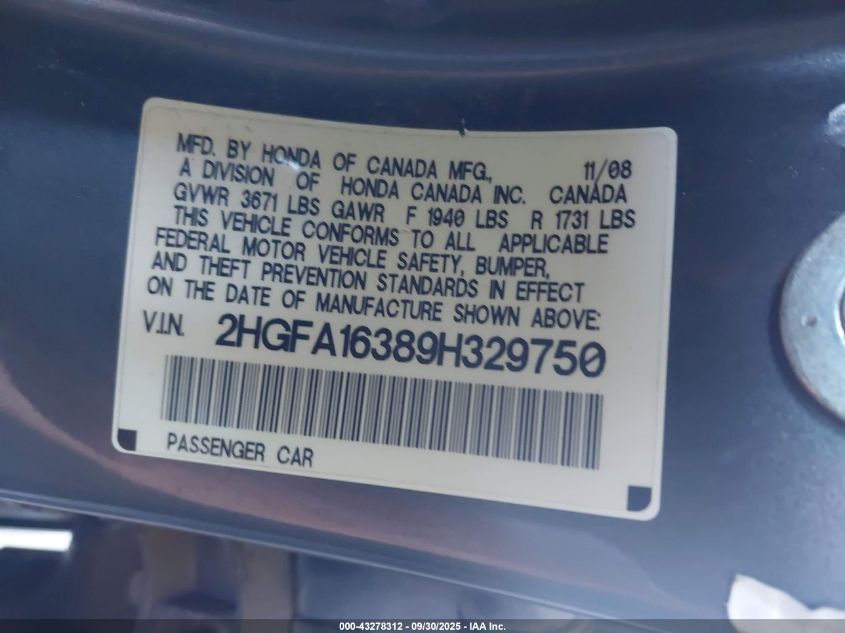 MFD. BY HONDA OF CANADA MFG., 11/08
A DIVISION OF HONDA CANADA INC. CANADA
GVWR 3671 LBS GAWR F 1940 LBS R 1731 LBS
THIS VEHICLE CONFORMS TO ALL APPLICABLE
FEDERAL MOTOR VEHICLE SAFETY, BUMPER,
AND THEFT PREVENTION STANDARDS IN EFFECT
ON THE DATE OF MANUFACTURE SHOWN ABOVE:
V.I.N. 2HGFA16389H329750
PASSENGER CAR
000-43278312 - 09/30/2025 - IAA Inc.